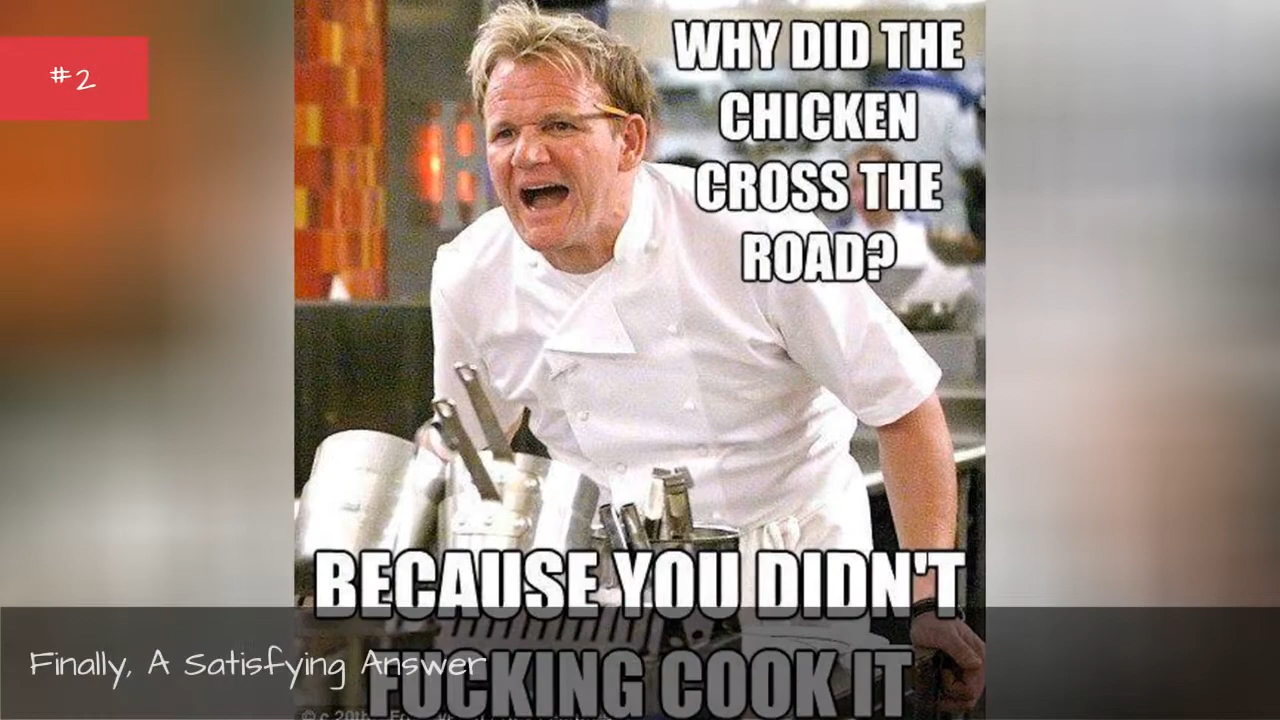 #2
WHY DID THE
CHICKEN
CROSS THE
ROAD?
BECAUSE YOU DIDN'T
Finally, A Satisfying Answer
FUCKING COOK IT